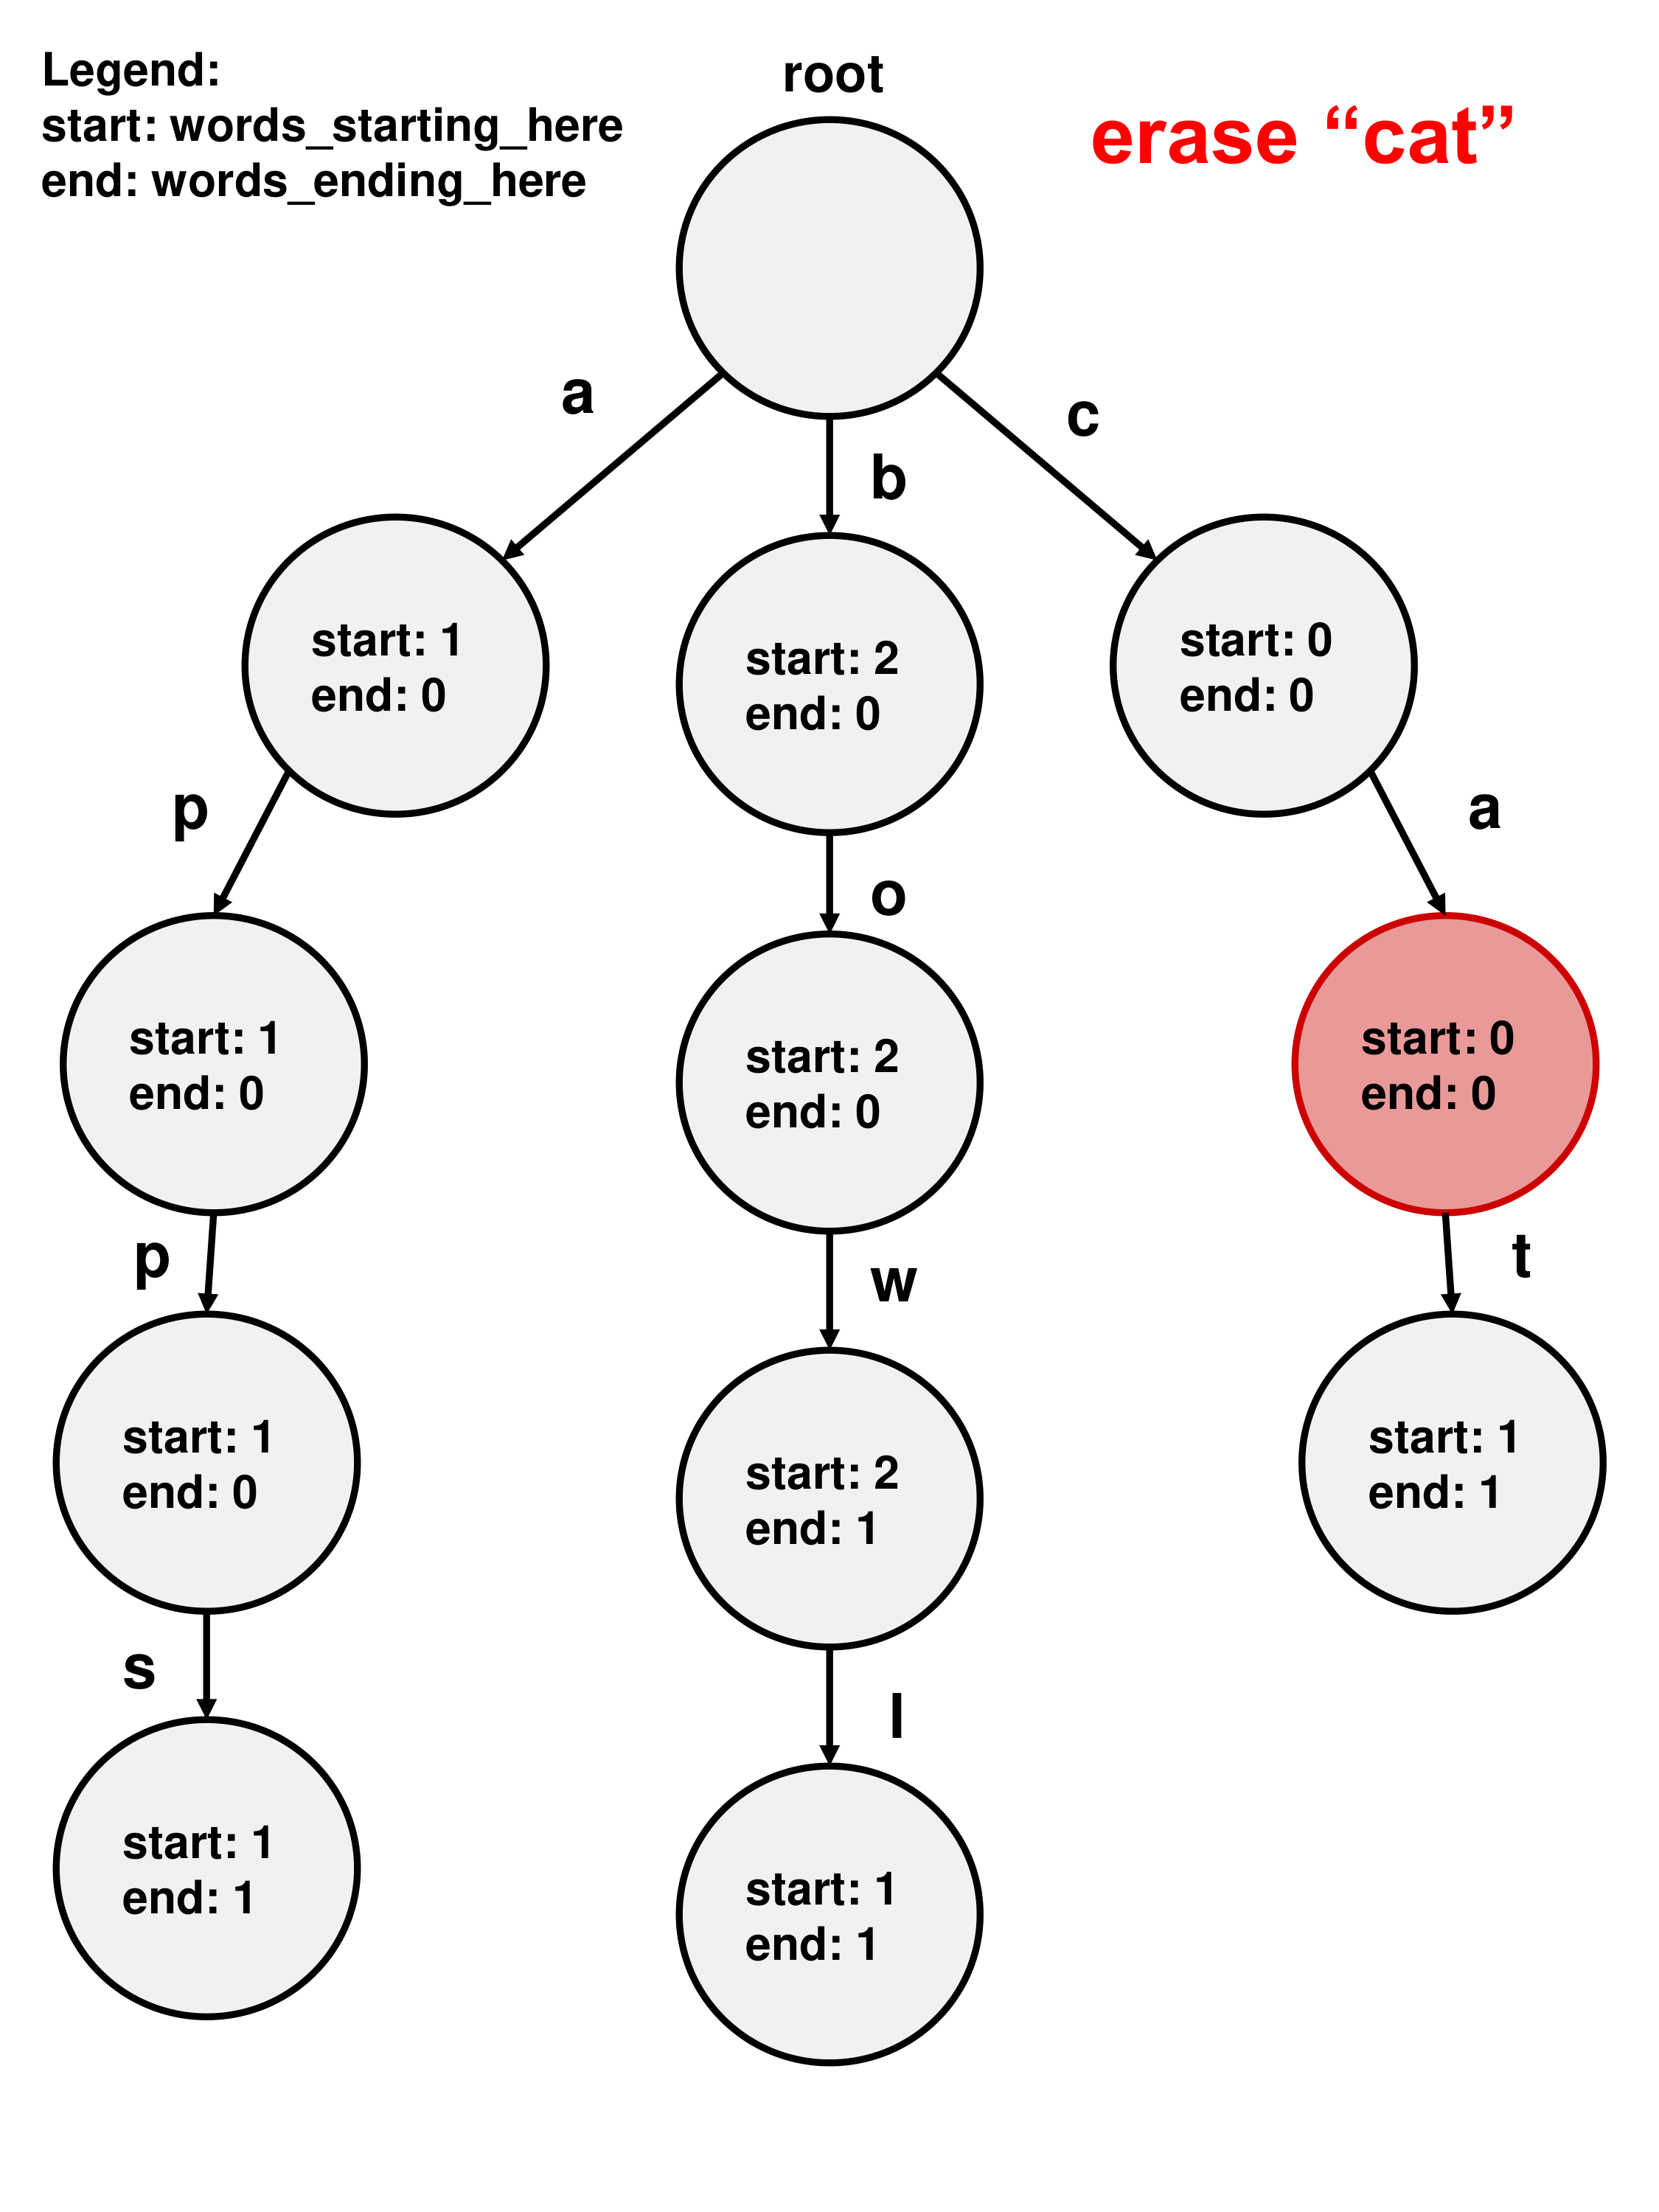 Legend:
start: words_starting_here
end: words_ending_here
root
erase “cat”
a
b
c
start: 1
end: 0
start: 2
end: 0
start: 0
end: 0
p
o
a
start: 1
end: 0
start: 2
end: 0
start: 0
end: 0
p
w
t
start: 1
end: 0
start: 2
end: 1
start: 1
end: 1
s
l
start: 1
end: 1
start: 1
end: 1